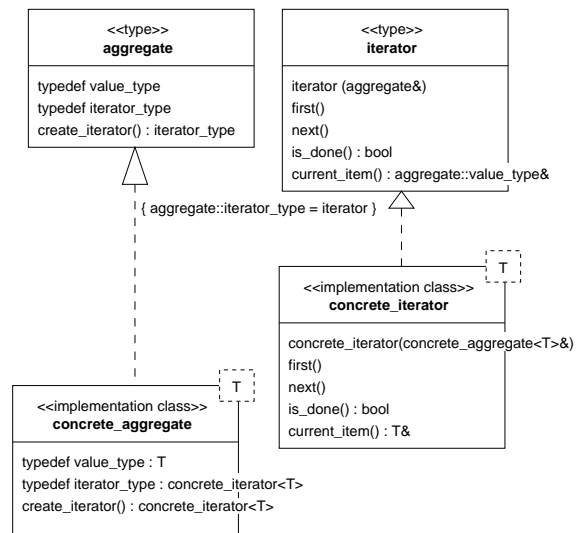 <<type>>
aggregate
typedef value_type
typedef iterator_type
create_iterator() : iterator_type
<<type>>
iterator
iterator (aggregate&)
first()
next()
is_done() : bool
current_item() : aggregate::value_type&
{ aggregate::iterator_type = iterator }
T
<<implementation class>>
concrete_iterator
concrete_iterator(concrete_aggregate<T>&)
first()
next()
is_done() : bool
current_item() : T&
T
<<implementation class>>
concrete_aggregate
typedef value_type : T
typedef iterator_type : concrete_iterator<T>
create_iterator() : concrete_iterator<T>